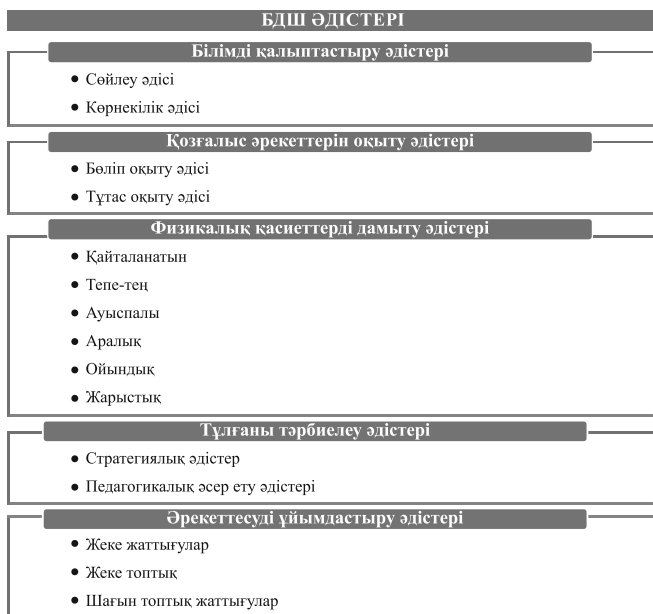 БДШ ӘДІСТЕРІ
Білімді қалыптастыру әдістері
• Сөйлеу әдісі
• Көрнекілік әдісі
Қозғалыс әрекеттерін оқыту әдістері
• Бөліп оқыту әдісі
• Тұтас оқыту әдісі
Физикалық қасиеттерді дамыту әдістері
• Қайталанатын
• Тепе-тең
• Ауыспалы
• Аралық
• Ойындық
• Жарыстық
Тұлғаны тәрбиелеу әдістері
• Стратегиялық әдістер
• Педагогикалық әсер ету әдістері
Әрекеттесуді ұйымдастыру әдістері
• Жеке жаттығулар
• Жеке топтық
• Шағын топтық жаттығулар